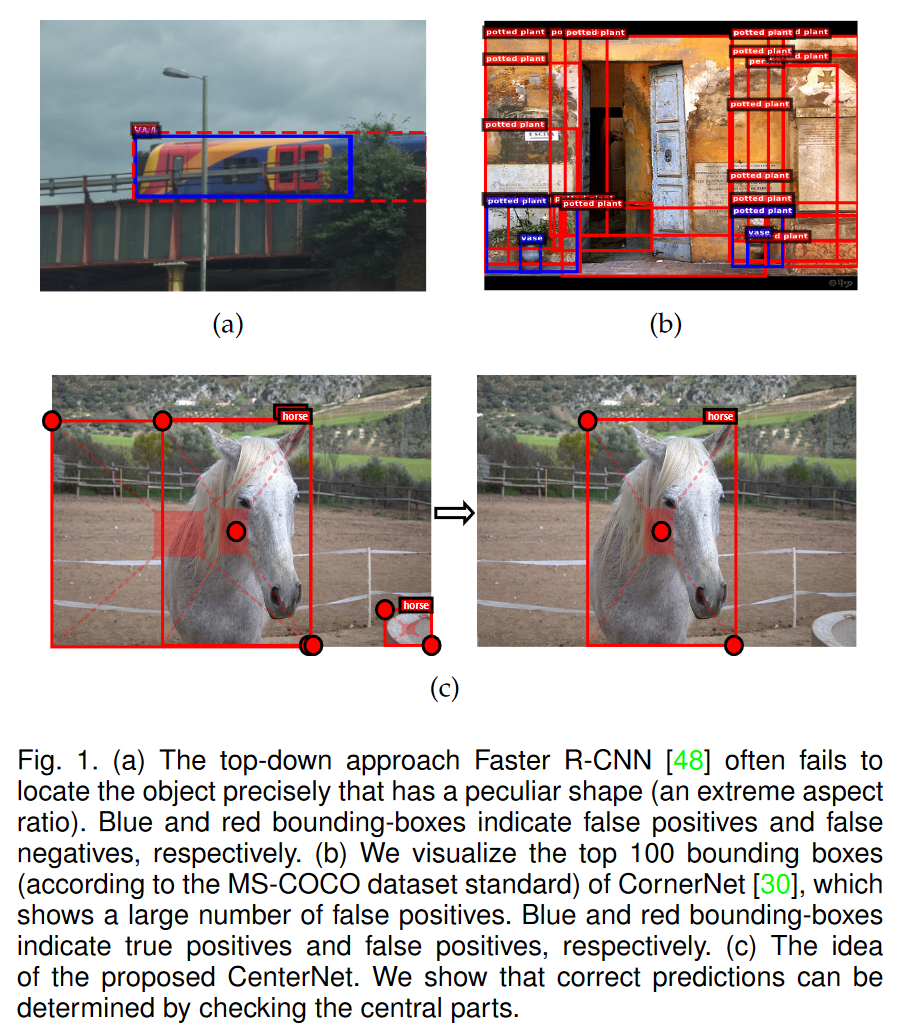 train
potted plant po potted plant potted plant d plant
potted plant potted plant
per plant
potted plant potted plant
potted plant
ESCU
potted plant
potted plant potted plant potted plant
potted plant potted plant
vase vase d plant
(a) (b)
horse horse
horse
(c)
Fig. 1. (a) The top-down approach Faster R-CNN [48] often fails to
locate the object precisely that has a peculiar shape (an extreme aspect
ratio). Blue and red bounding-boxes indicate false positives and false
negatives, respectively. (b) We visualize the top 100 bounding boxes
(according to the MS-COCO dataset standard) of CornerNet [30], which
shows a large number of false positives. Blue and red bounding-boxes
indicate true positives and false positives, respectively. (c) The idea
of the proposed CenterNet. We show that correct predictions can be
determined by checking the central parts.